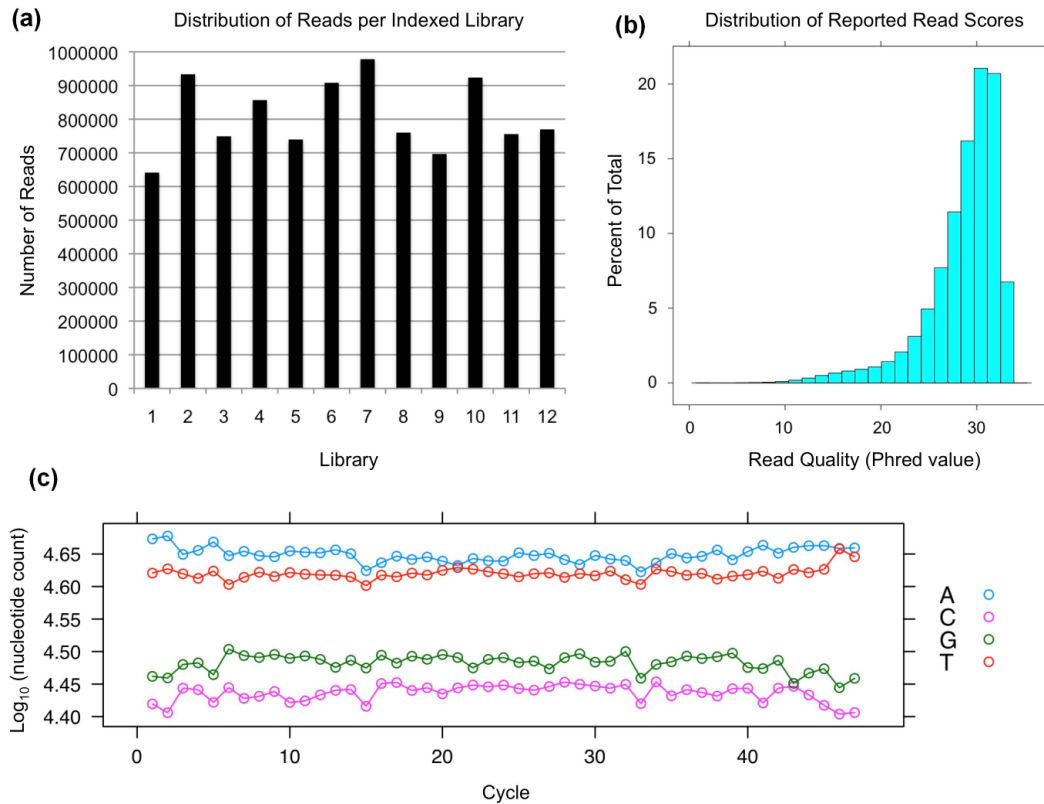 (a)
Distribution of Reads per Indexed Library
1000000
900000
800000
700000
600000
500000
400000
300000
200000
100000
0
Number of Reads
1 2 3 4 5 6 7 8 9 10 11 12
Library
(b)
Distribution of Reported Read Scores
20
15
10
5
0
Percent of Total
0 10 20 30
Read Quality (Phred value)
(c)
4.65
4.60
4.55
4.50
4.45
4.40
Log10 (nucleotide count)
0 10 20 30 40
Cycle
A
C
G
T